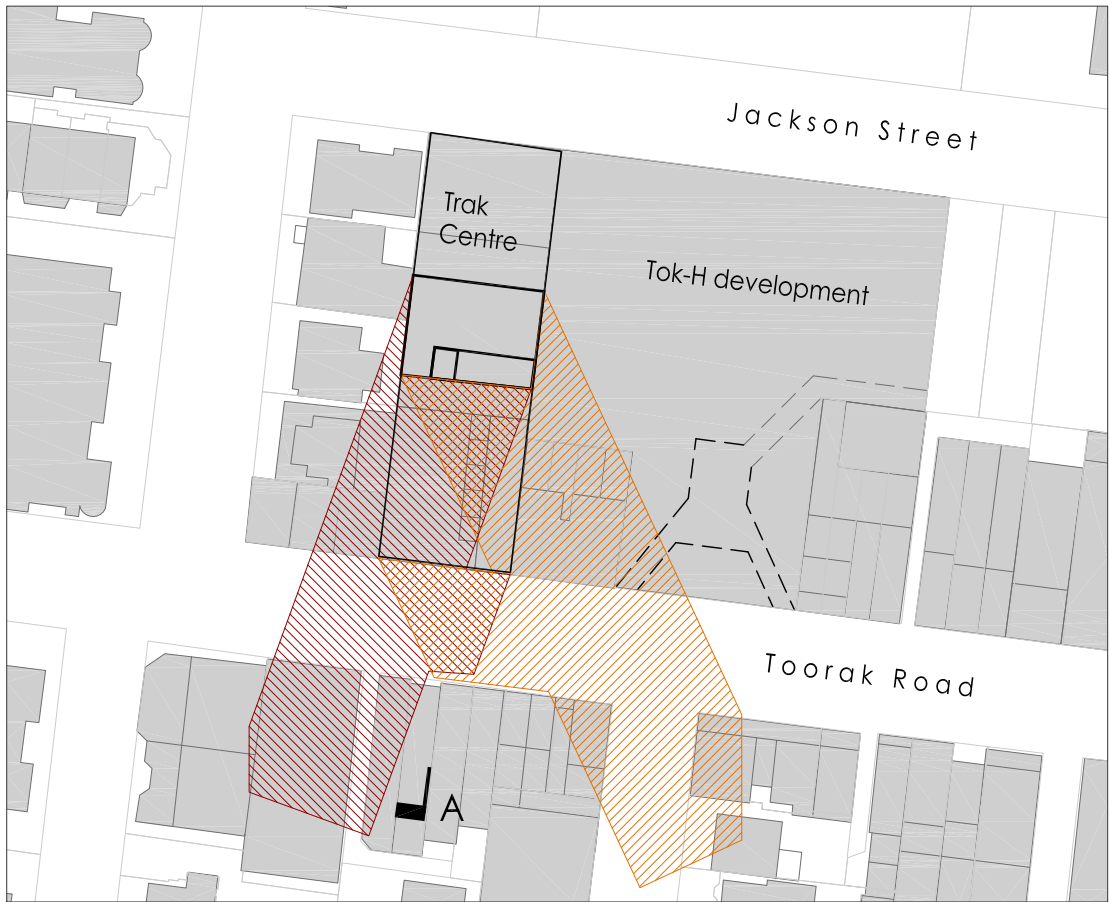 Jackson Street
Trak
Centre
Tok-H development
Toorak Road
A